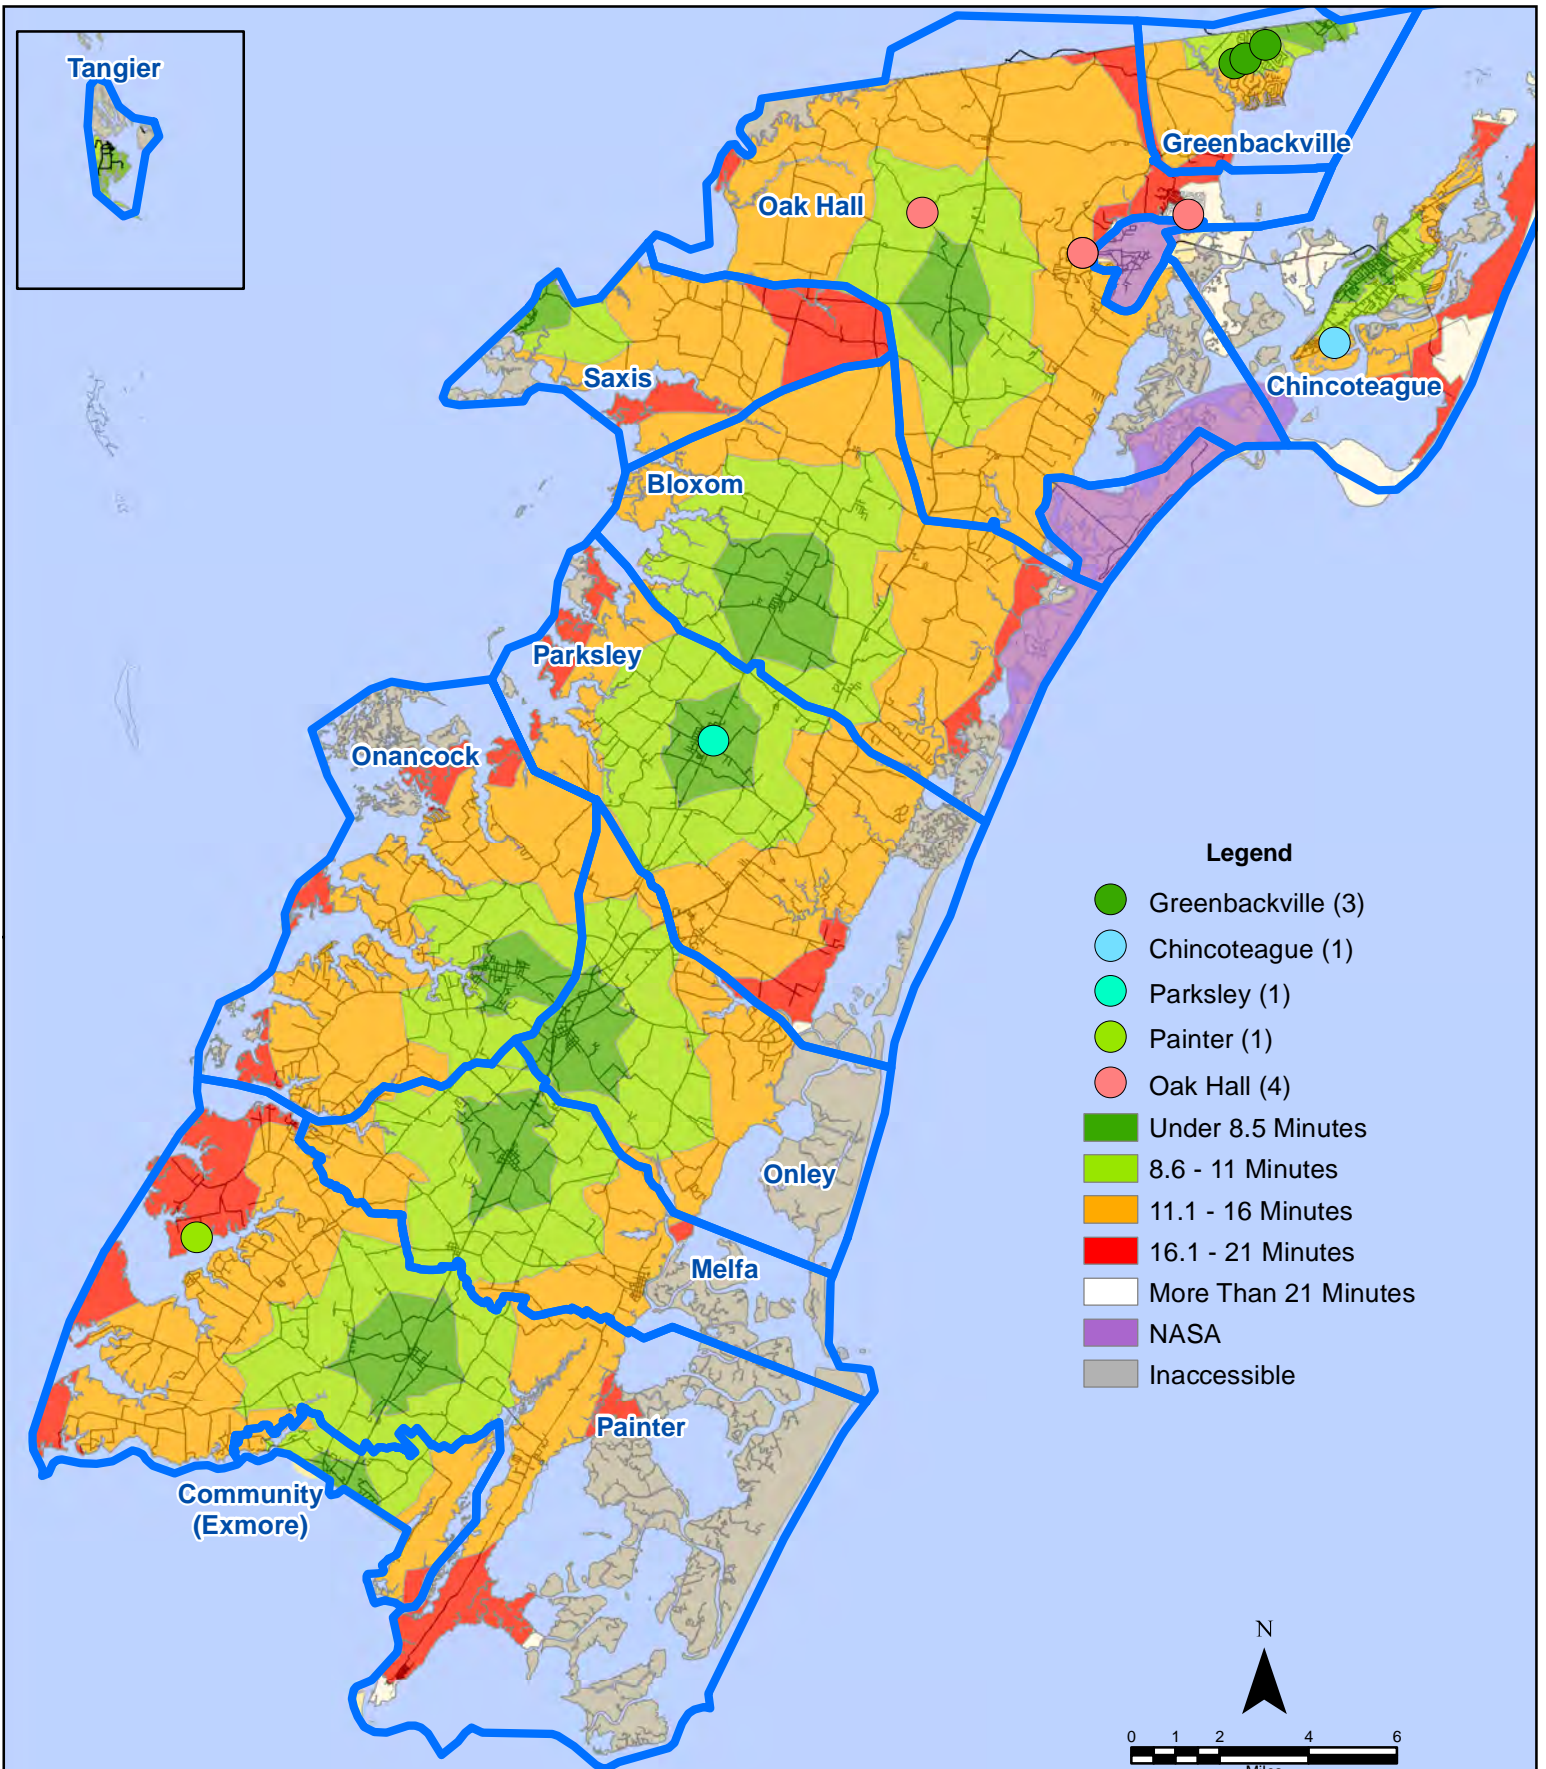 Tangier
Greenbackville
Oak Hall
Saxis
Chincoteague
Bloxom
Parksley
Onancock
Legend
Greenbackville (3)
Chincoteague (1)
Parksley (1)
Painter (1)
Oak Hall (4)
Under 8.5 Minutes
8.6 - 11 Minutes
11.1 - 16 Minutes
16.1 - 21 Minutes
More Than 21 Minutes
NASA
Inaccessible
Onley
Melfa
Painter
Community
(Exmore)
N
0 1 2 4 6
Miles